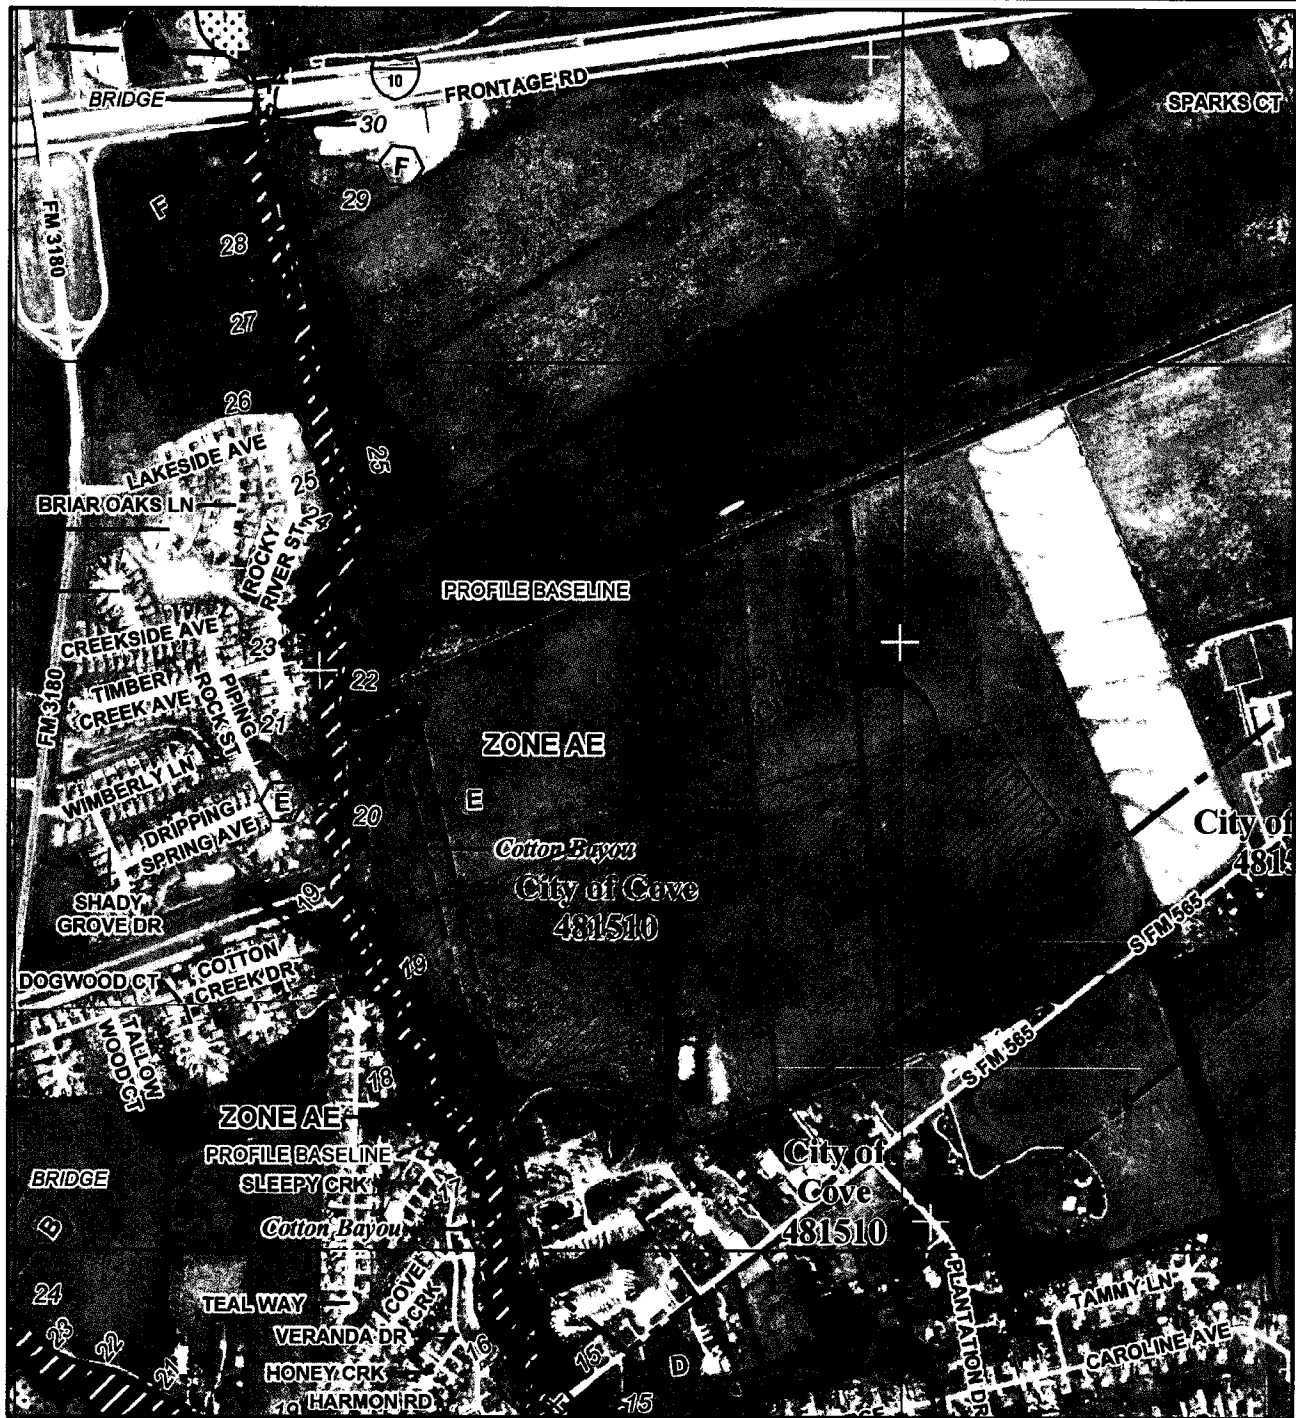 BRIDGE
10
FRONTAGE RD
SPARKS CT
30
F
29
F
FM 3180
28
27
26
LAKESIDE AVE
25
25
BRIAR OAKS LN
24
ROCKY
RIVER ST
PROFILE BASELINE
CREEKSIDE AVE
23
TIMBER
CREEK AVE
22
FM 3180
PIPING
ROCK ST
21
ZONE AE
WIMBERLY LN
E
E
DRIPPING
SPRING AVE
20
City of
4815
Cotton Bayou
City of Cove
481510
19
SHADY
GROVE DR
S FM 565
19
COTTON
CREEK DR
DOGWOOD CT
TALLOW
WOOD CT
S FM 565
18
ZONE AE
PROFILE BASELINE
City of
Cove
481510
BRIDGE
SLEEPY CRK
17
B
Cotton Bayou
24
TEAL WAY
COVEY
CRK
PLANTATION DR
TAMMY LN
VERANDA DR
23
22
21
16
15
D
CAROLINE AVE
HONEY CRK
HARMON RD
15